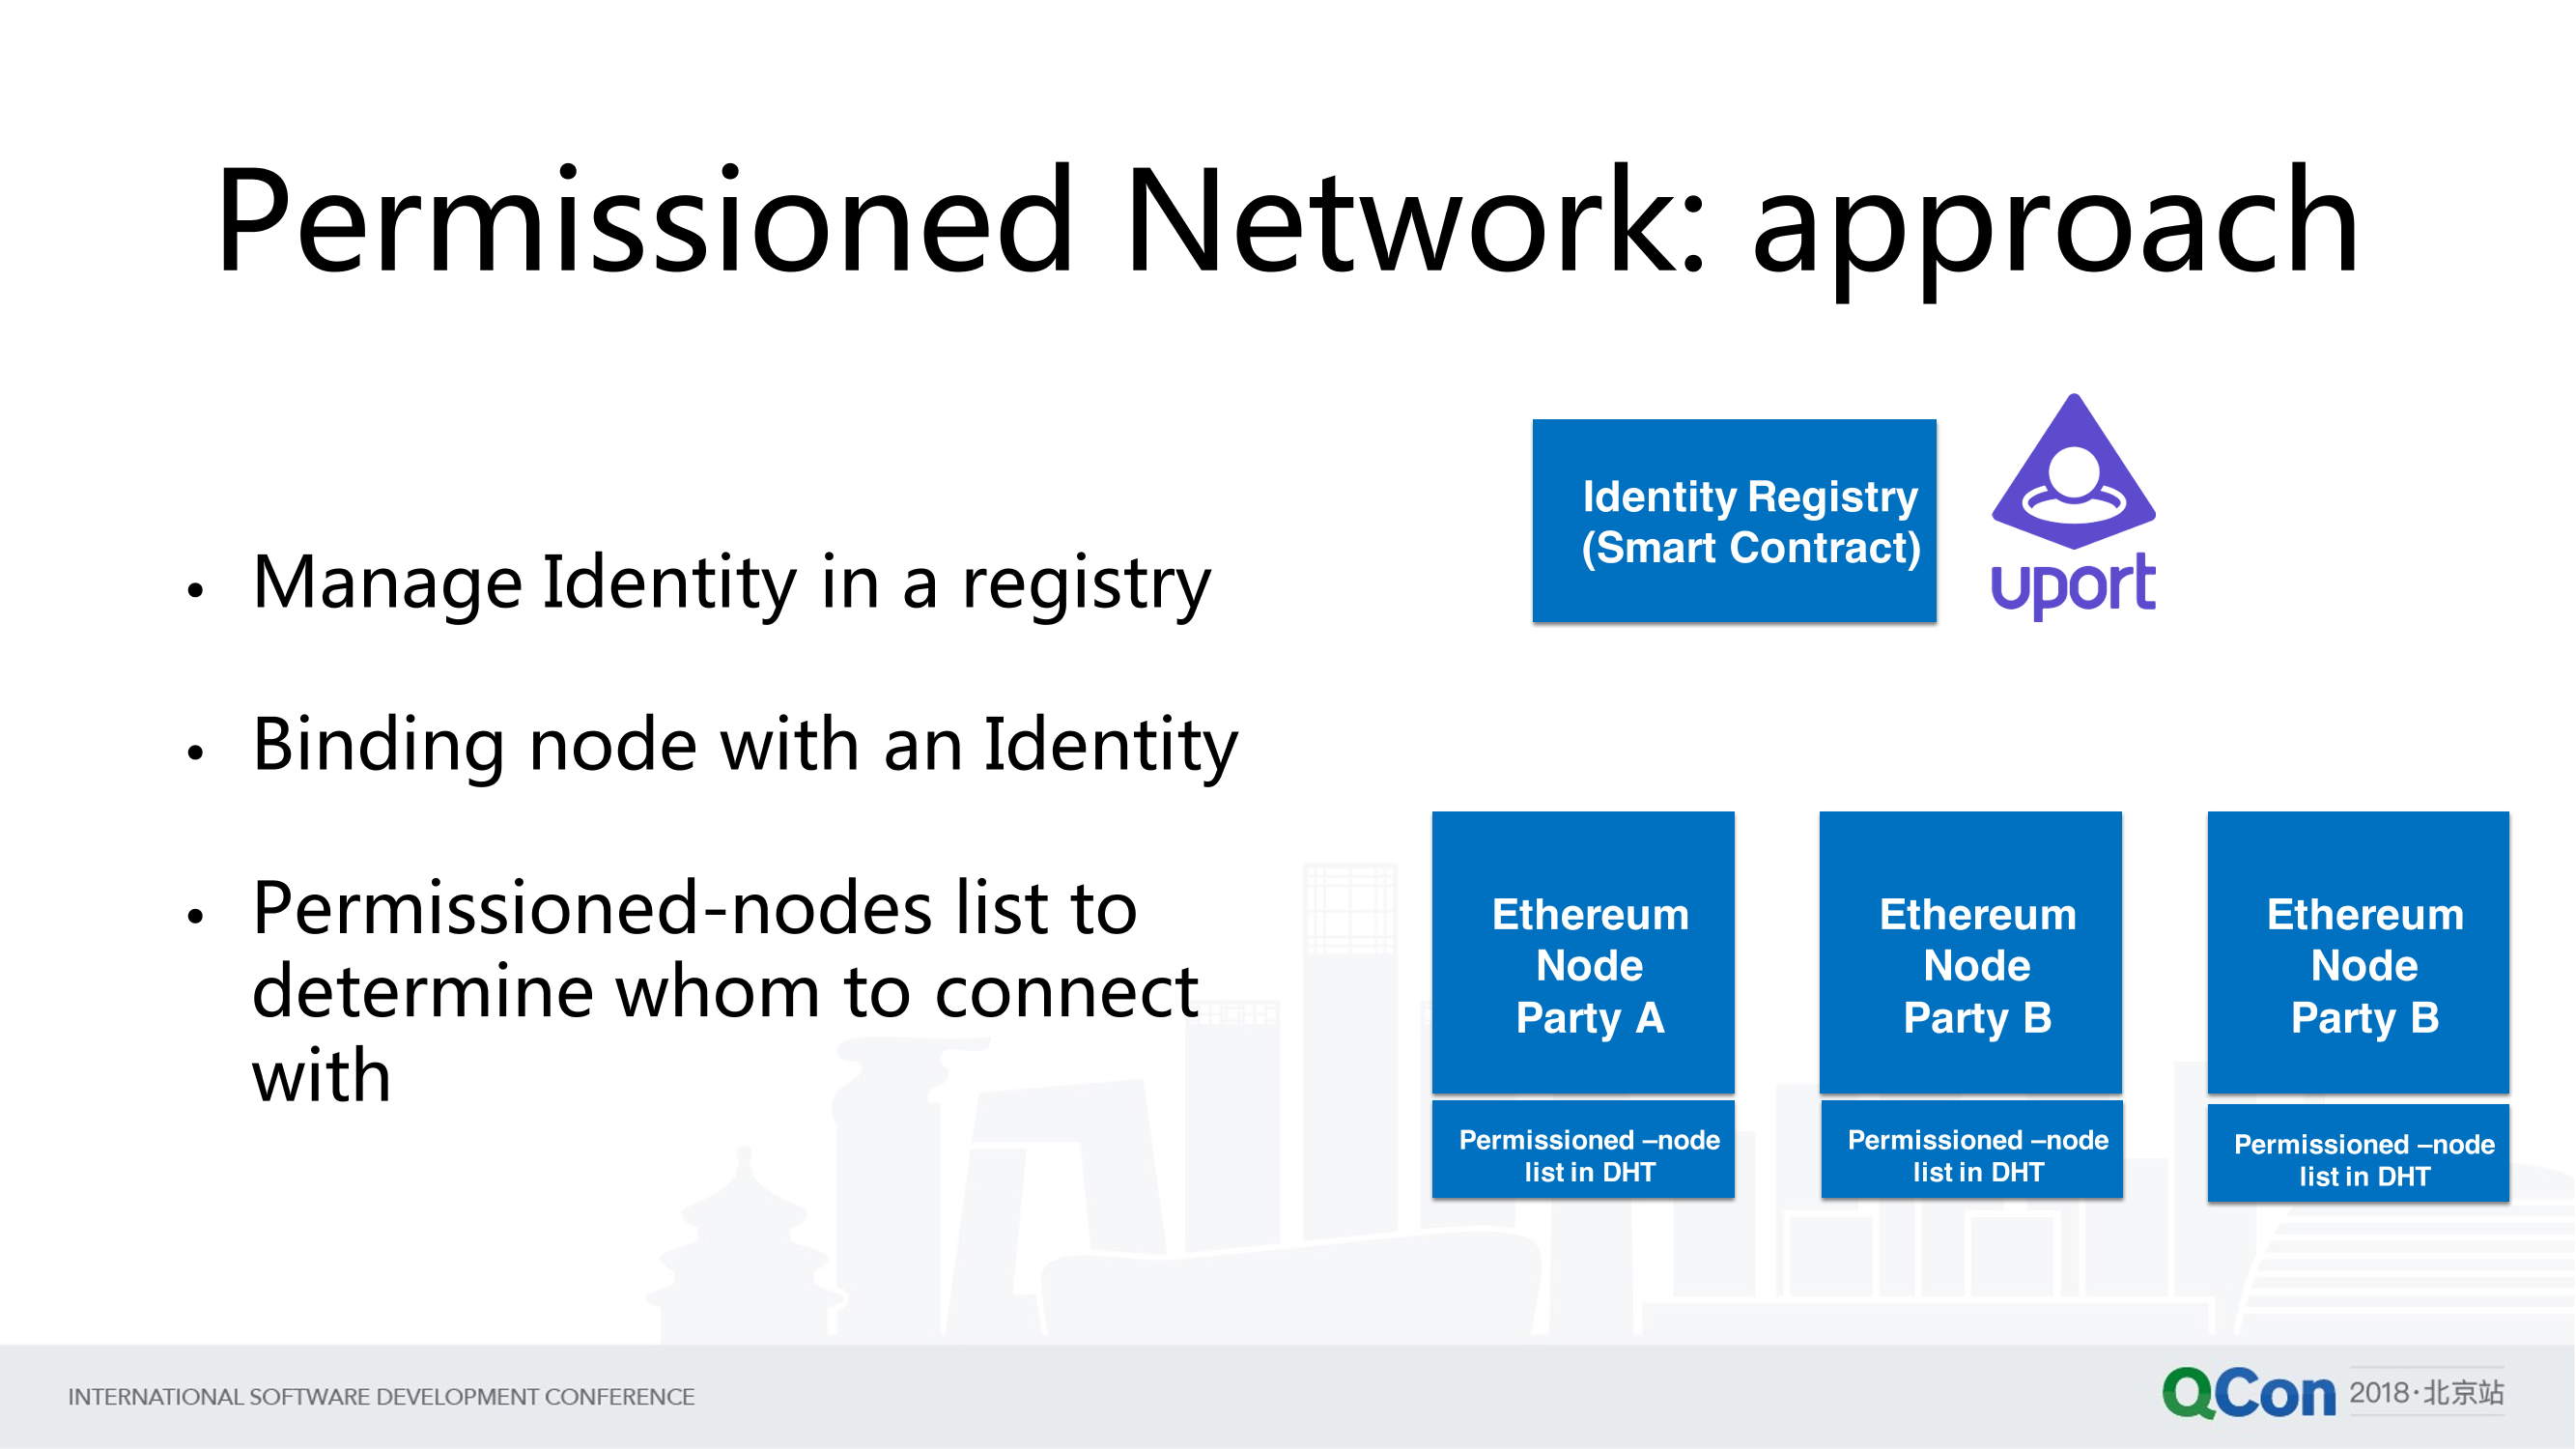 Permissioned Network: approach
• Manage Identity in a registry
• Binding node with an Identity
• Permissioned-nodes list to
determine whom to connect
with
Identity Registry
(Smart Contract)
uport
Ethereum
Node
Party A
Permissioned –node
list in DHT
Ethereum
Node
Party B
Permissioned –node
list in DHT
Ethereum
Node
Party B
Permissioned –node
list in DHT
INTERNATIONAL SOFTWARE DEVELOPMENT CONFERENCE
QCon 2018·北京站